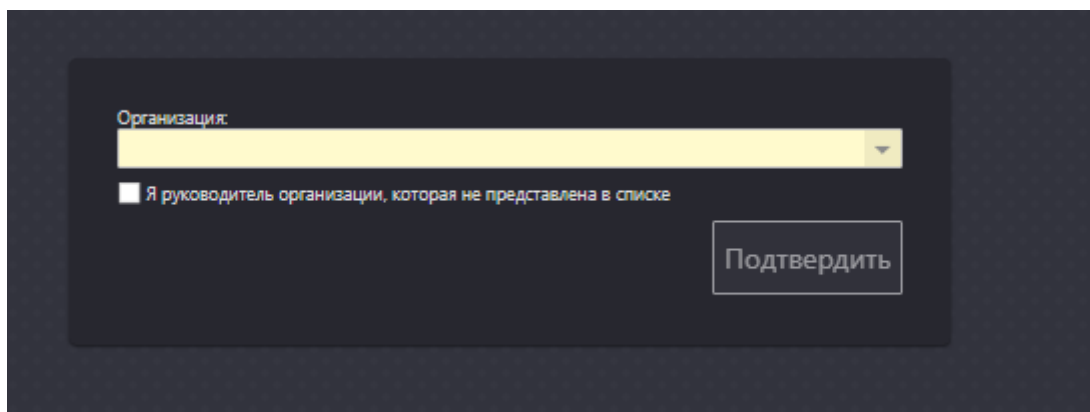 Организация:
Я руководитель организации, которая не представлена в списке
Подтвердить